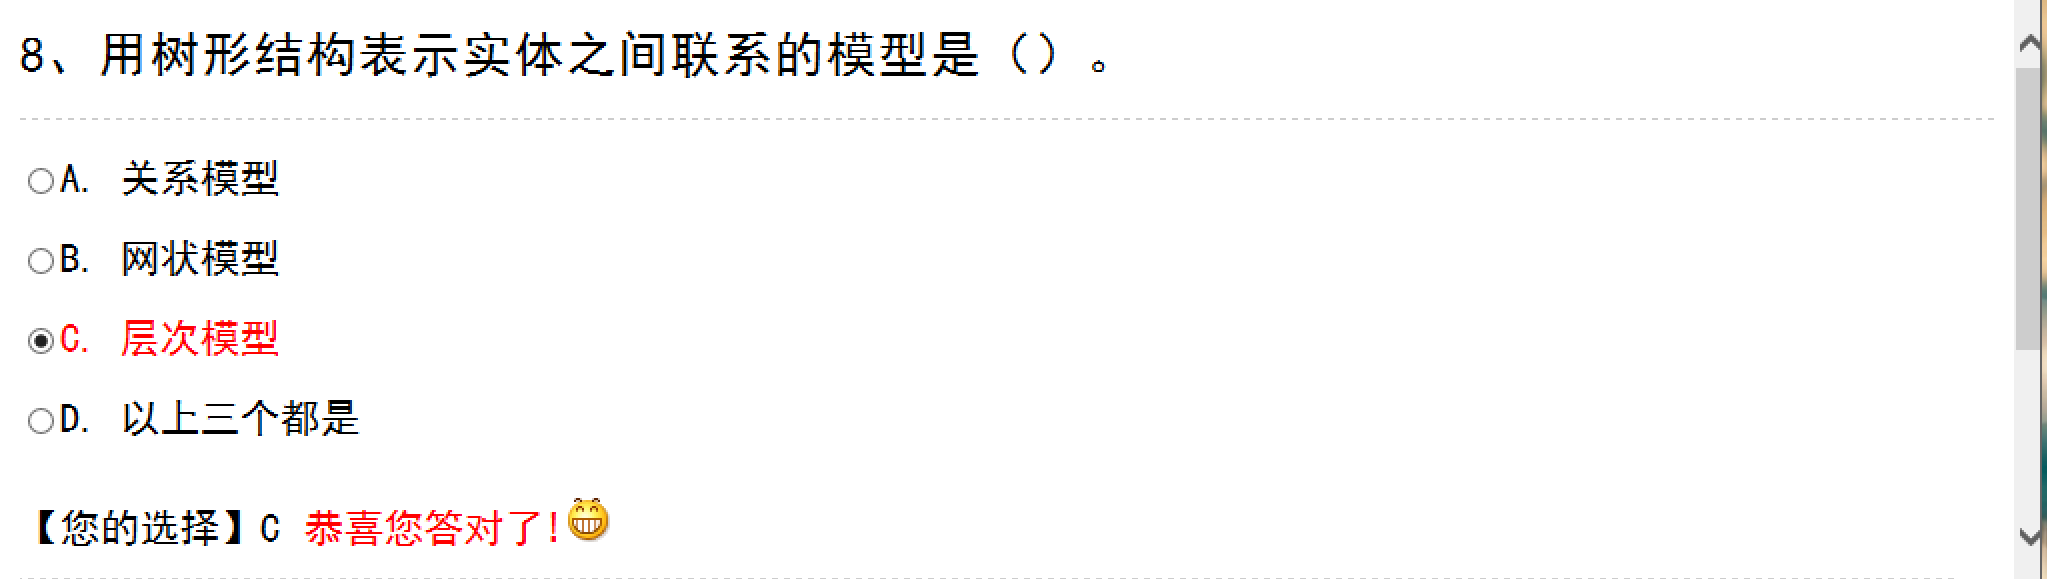 8、用树形结构表示实体之间联系的模型是（）。
A. 关系模型
B. 网状模型
C. 层次模型
D. 以上三个都是
【您的选择】C 恭喜您答对了!